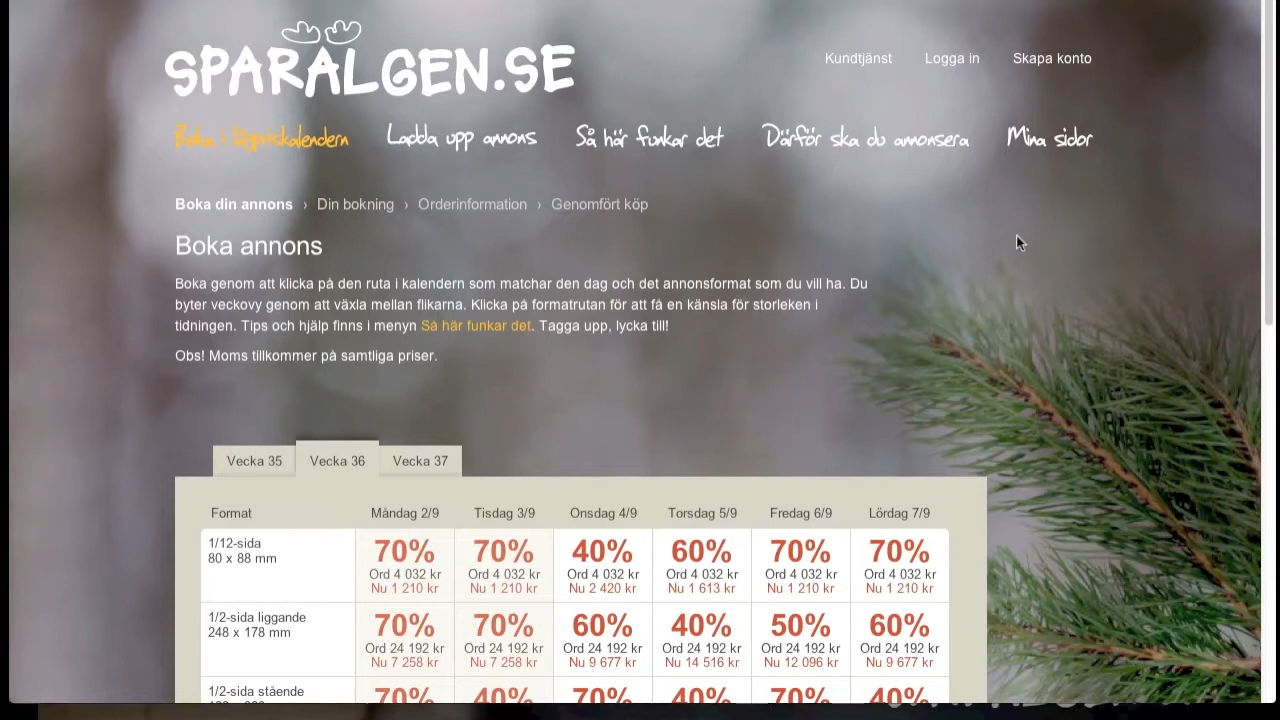 SPARÄLGEN.SE
Kundtjänst Logga in Skapa konto
Boka i lågpriskalendern Ladda upp annons Så här funkar det Därför ska du annonsera Mina sidor
Boka din annons › Din bokning › Orderinformation › Genomfört köp
Boka annons
Boka genom att klicka på den ruta i kalendern som matchar den dag och det annonsformat som du vill ha. Du
byter veckovy genom att växla mellan flikarna. Klicka på formatrutan för att få en känsla för storleken i
tidningen. Tips och hjälp finns i menyn Så här funkar det. Tagga upp, lycka till!
Obs! Moms tillkommer på samtliga priser.
Vecka 35 Vecka 36 Vecka 37
Format Måndag 2/9 Tisdag 3/9 Onsdag 4/9 Torsdag 5/9 Fredag 6/9 Lördag 7/9
1/12-sida 70% 70% 40% 60% 70% 70%
80 x 88 mm Ord 4 032 kr Ord 4 032 kr Ord 4 032 kr Ord 4 032 kr Ord 4 032 kr Ord 4 032 kr
Nu 1 210 kr Nu 1 210 kr Nu 2 420 kr Nu 1 613 kr Nu 1 210 kr Nu 1 210 kr
1/2-sida liggande 70% 70% 60% 40% 50% 60%
248 x 178 mm Ord 24 192 kr Ord 24 192 kr Ord 24 192 kr Ord 24 192 kr Ord 24 192 kr Ord 24 192 kr
Nu 7 258 kr Nu 7 258 kr Nu 9 677 kr Nu 14 516 kr Nu 12 096 kr Nu 9 677 kr
1/2-sida stående 70% 40% 70% 40% 70% 40%